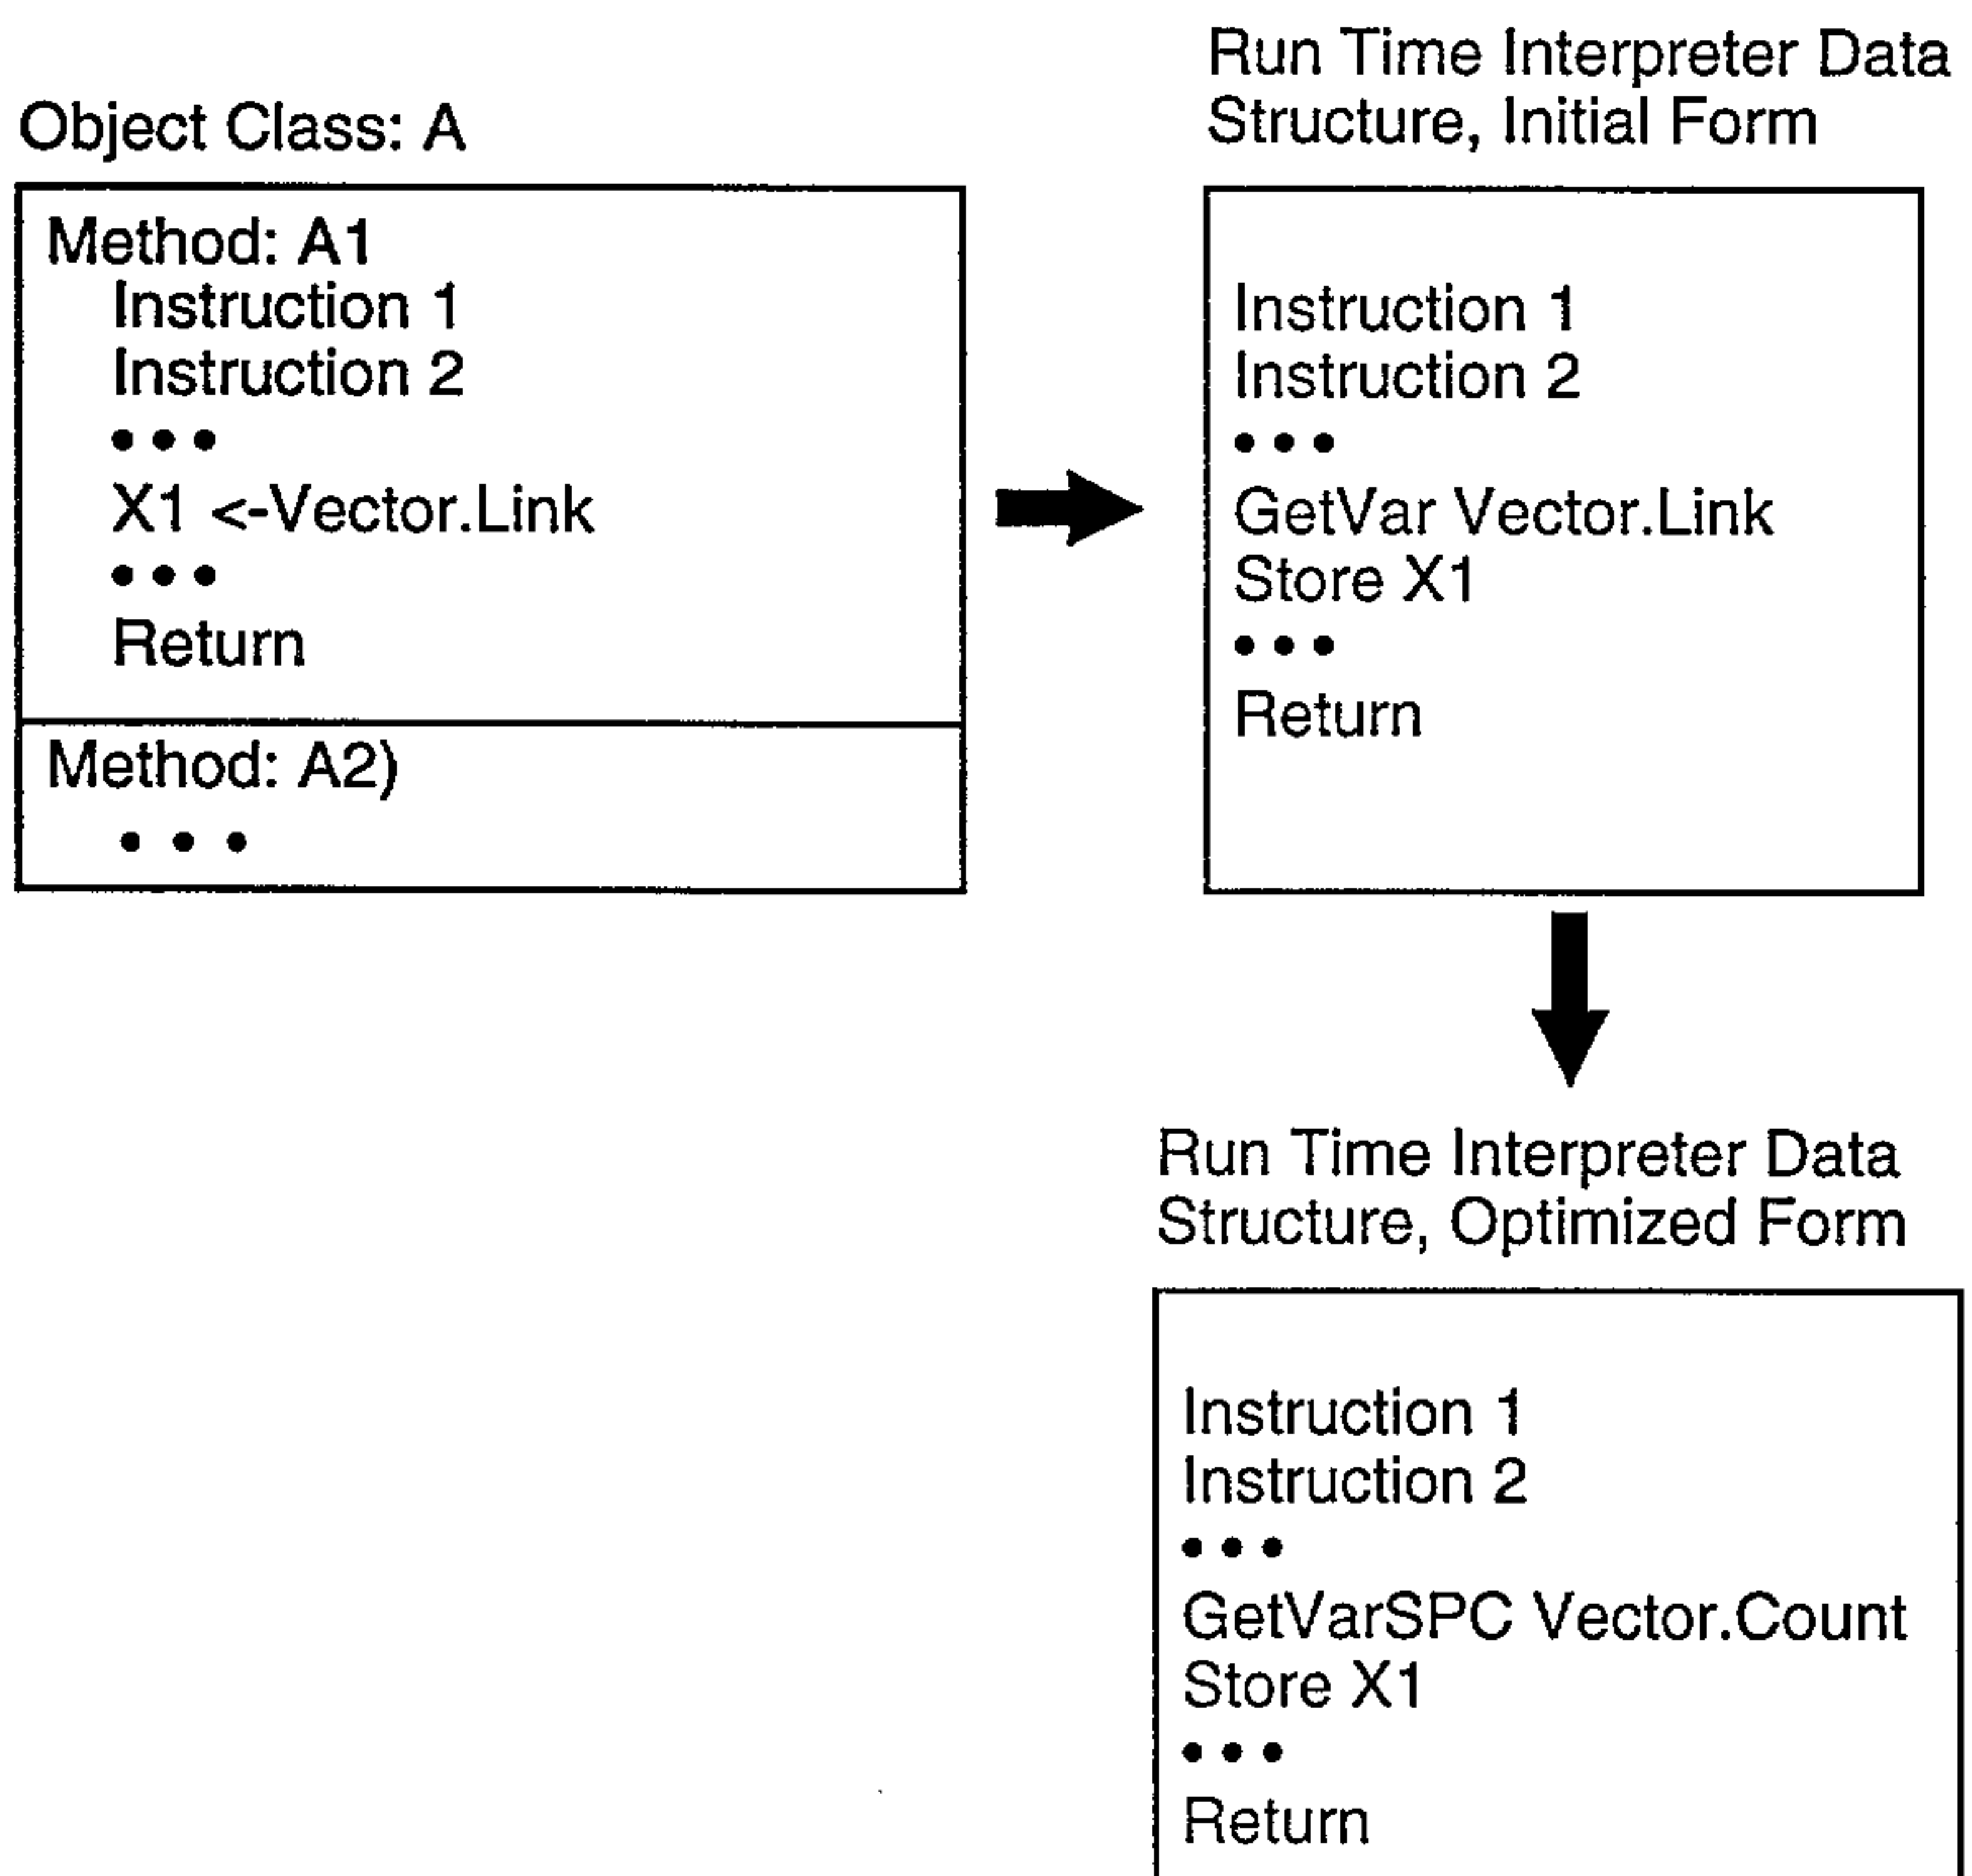 Object Class: A
Method: A1
Instruction 1
Instruction 2
• • •
X1 <-Vector.Link
• • •
Return
Method: A2)
• • •
Run Time Interpreter Data
Structure, Initial Form
Instruction 1
Instruction 2
• • •
GetVar Vector.Link
Store X1
• • •
Return
Run Time Interpreter Data
Structure, Optimized Form
Instruction 1
Instruction 2
• • •
GetVarSPC Vector.Count
Store X1
• • •
Return